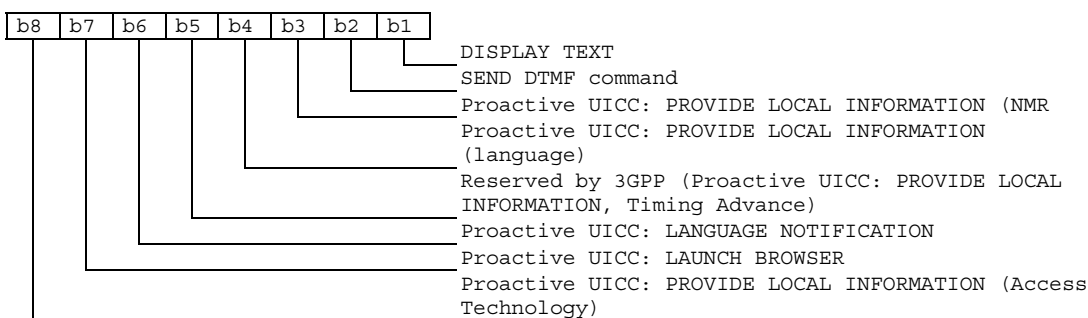 b8 b7 b6 b5 b4 b3 b2 b1
DISPLAY TEXT
SEND DTMF command
Proactive UICC: PROVIDE LOCAL INFORMATION (NMR
Proactive UICC: PROVIDE LOCAL INFORMATION
(language)
Reserved by 3GPP (Proactive UICC: PROVIDE LOCAL
INFORMATION, Timing Advance)
Proactive UICC: LANGUAGE NOTIFICATION
Proactive UICC: LAUNCH BROWSER
Proactive UICC: PROVIDE LOCAL INFORMATION (Access
Technology)